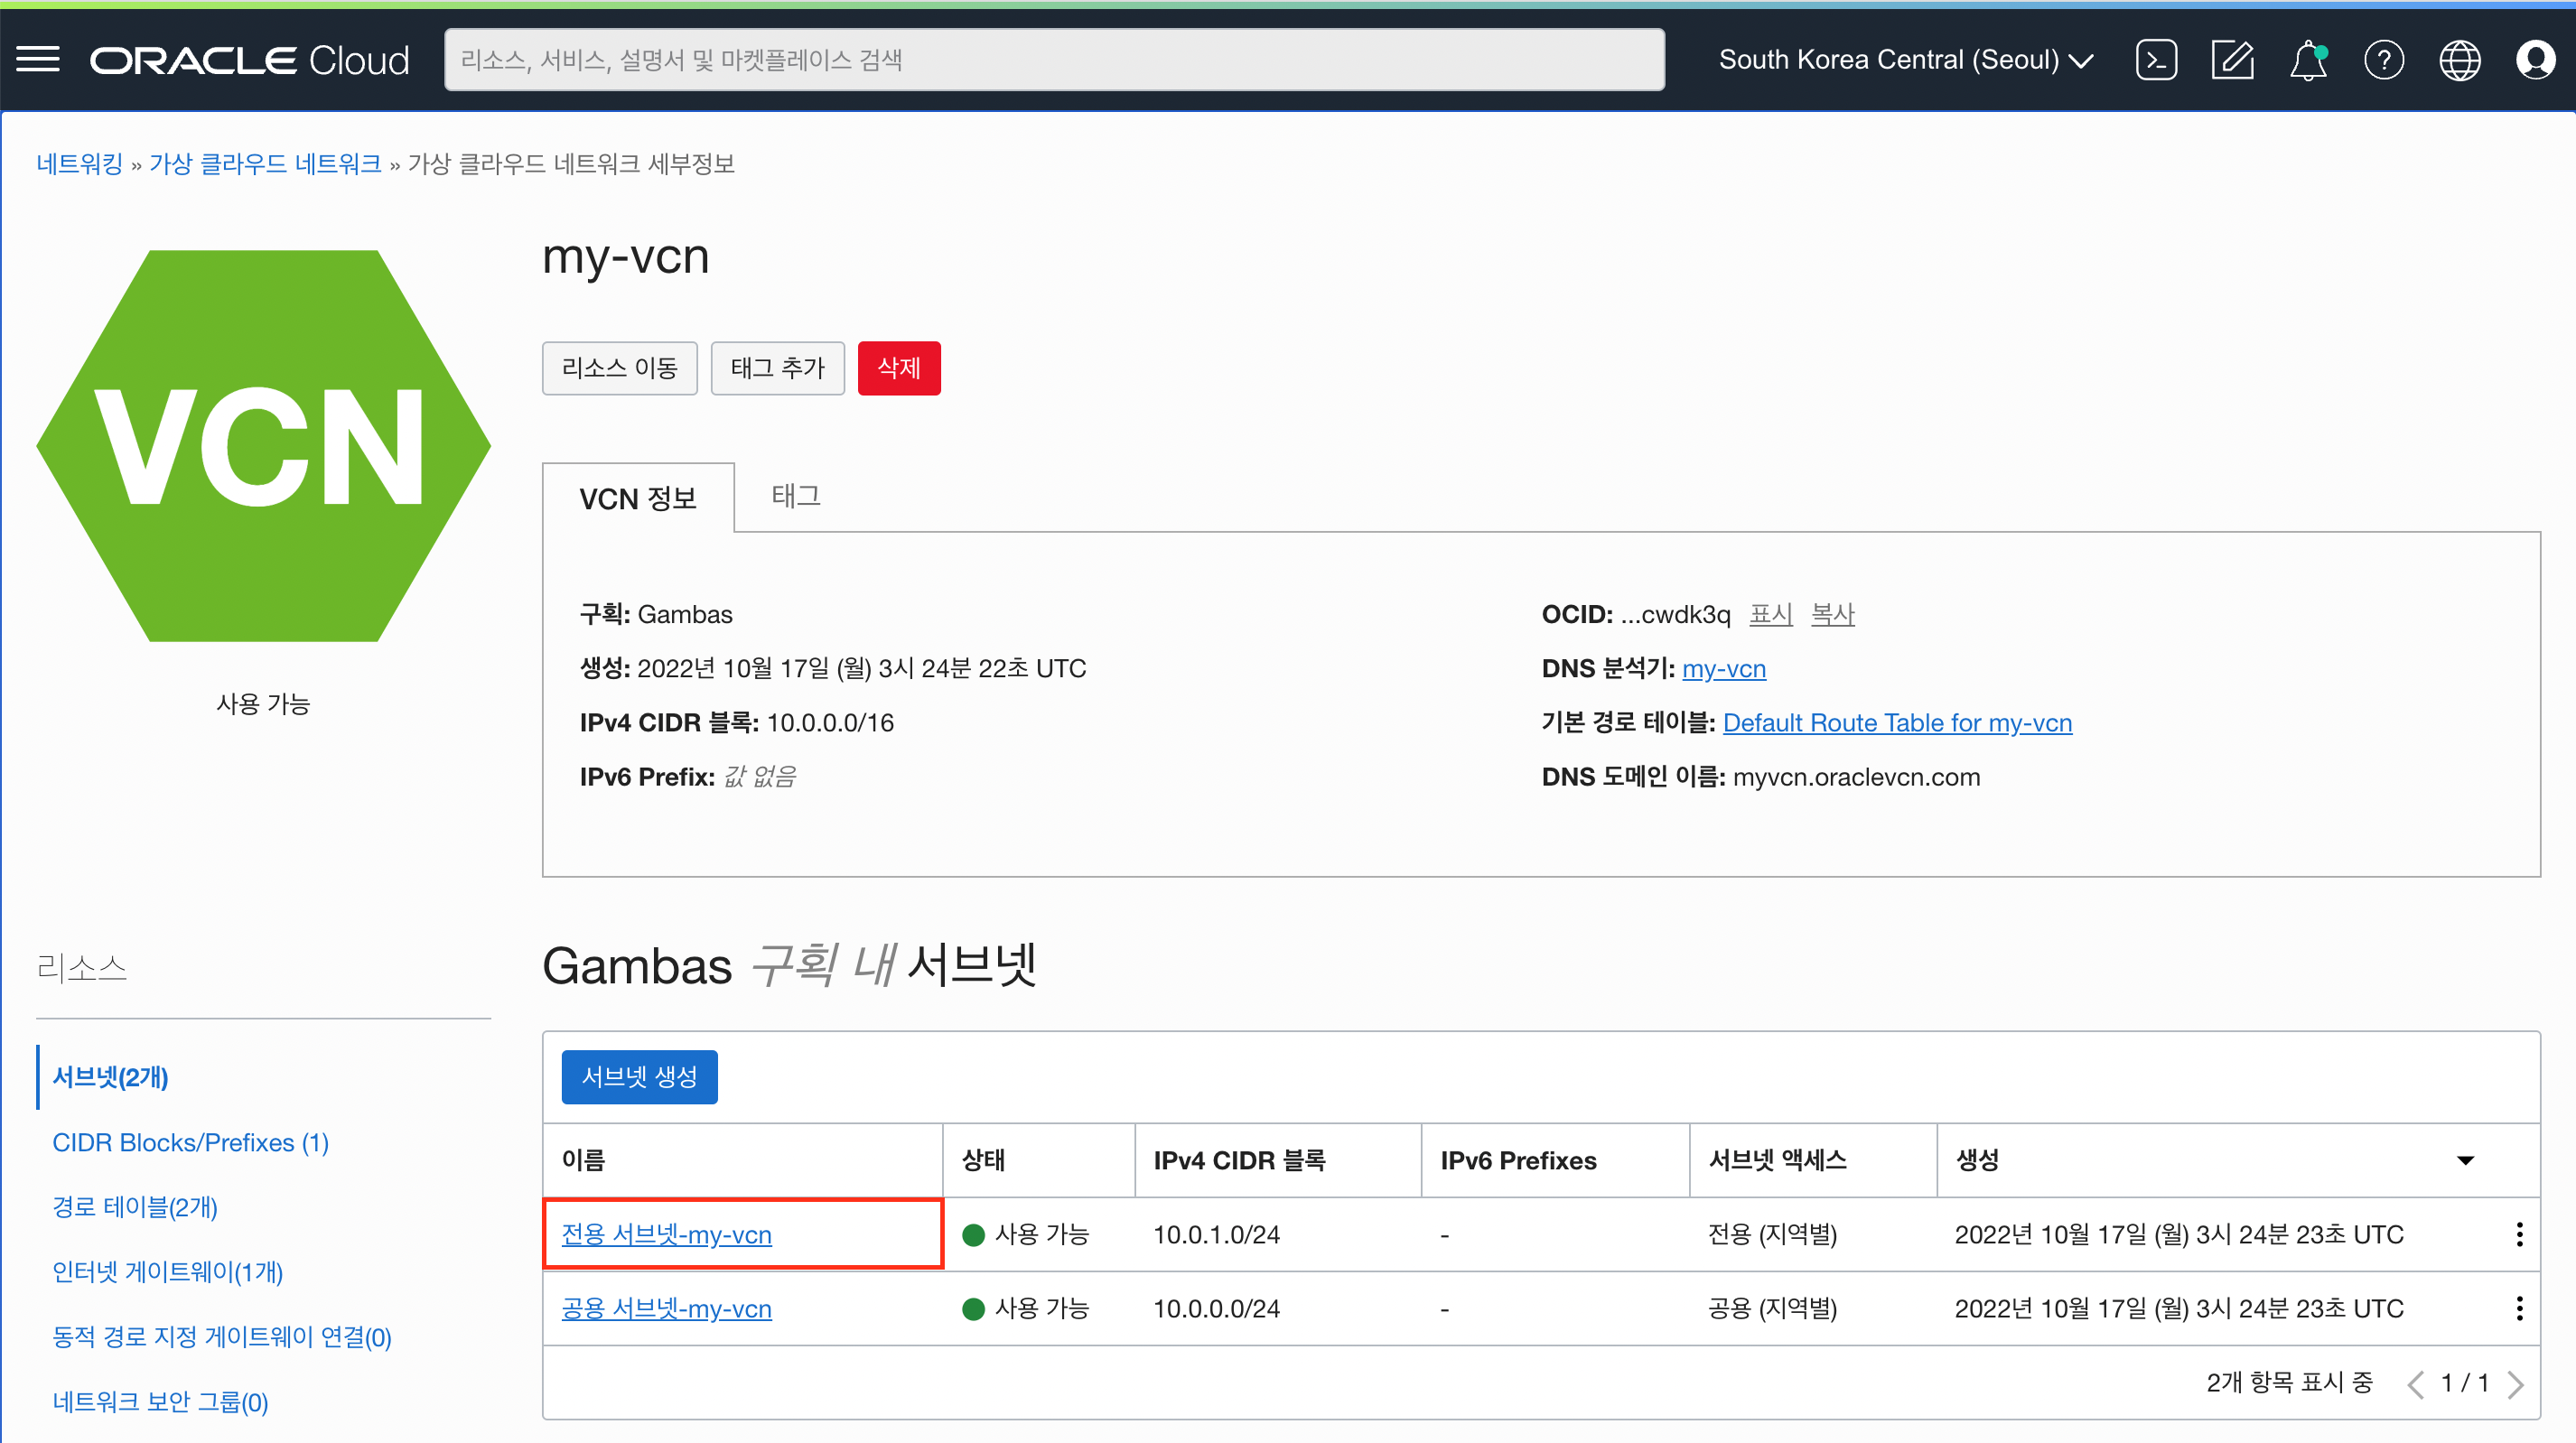 ORACLE Cloud
리소스, 서비스, 설명서 및 마켓플레이스 검색
South Korea Central (Seoul)
네트워킹 » 가상 클라우드 네트워크 » 가상 클라우드 네트워크 세부정보
VCN
사용 가능
my-vcn
리소스 이동 태그 추가 삭제
VCN 정보 태그
구획: Gambas
생성: 2022년 10월 17일 (월) 3시 24분 22초 UTC
IPv4 CIDR 블록: 10.0.0.0/16
IPv6 Prefix: 값 없음
OCID: ...cwdk3q 표시 복사
DNS 분석기: my-vcn
기본 경로 테이블: Default Route Table for my-vcn
DNS 도메인 이름: myvcn.oraclevcn.com
리소스
서브넷(2개)
CIDR Blocks/Prefixes (1)
경로 테이블(2개)
인터넷 게이트웨이(1개)
동적 경로 지정 게이트웨이 연결(0)
네트워크 보안 그룹(0)
Gambas 구획 내 서브넷
서브넷 생성
이름 상태 IPv4 CIDR 블록 IPv6 Prefixes 서브넷 액세스 생성
전용 서브넷-my-vcn 사용 가능 10.0.1.0/24 - 전용 (지역별) 2022년 10월 17일 (월) 3시 24분 23초 UTC
공용 서브넷-my-vcn 사용 가능 10.0.0.0/24 - 공용 (지역별) 2022년 10월 17일 (월) 3시 24분 23초 UTC
2개 항목 표시 중 1 / 1